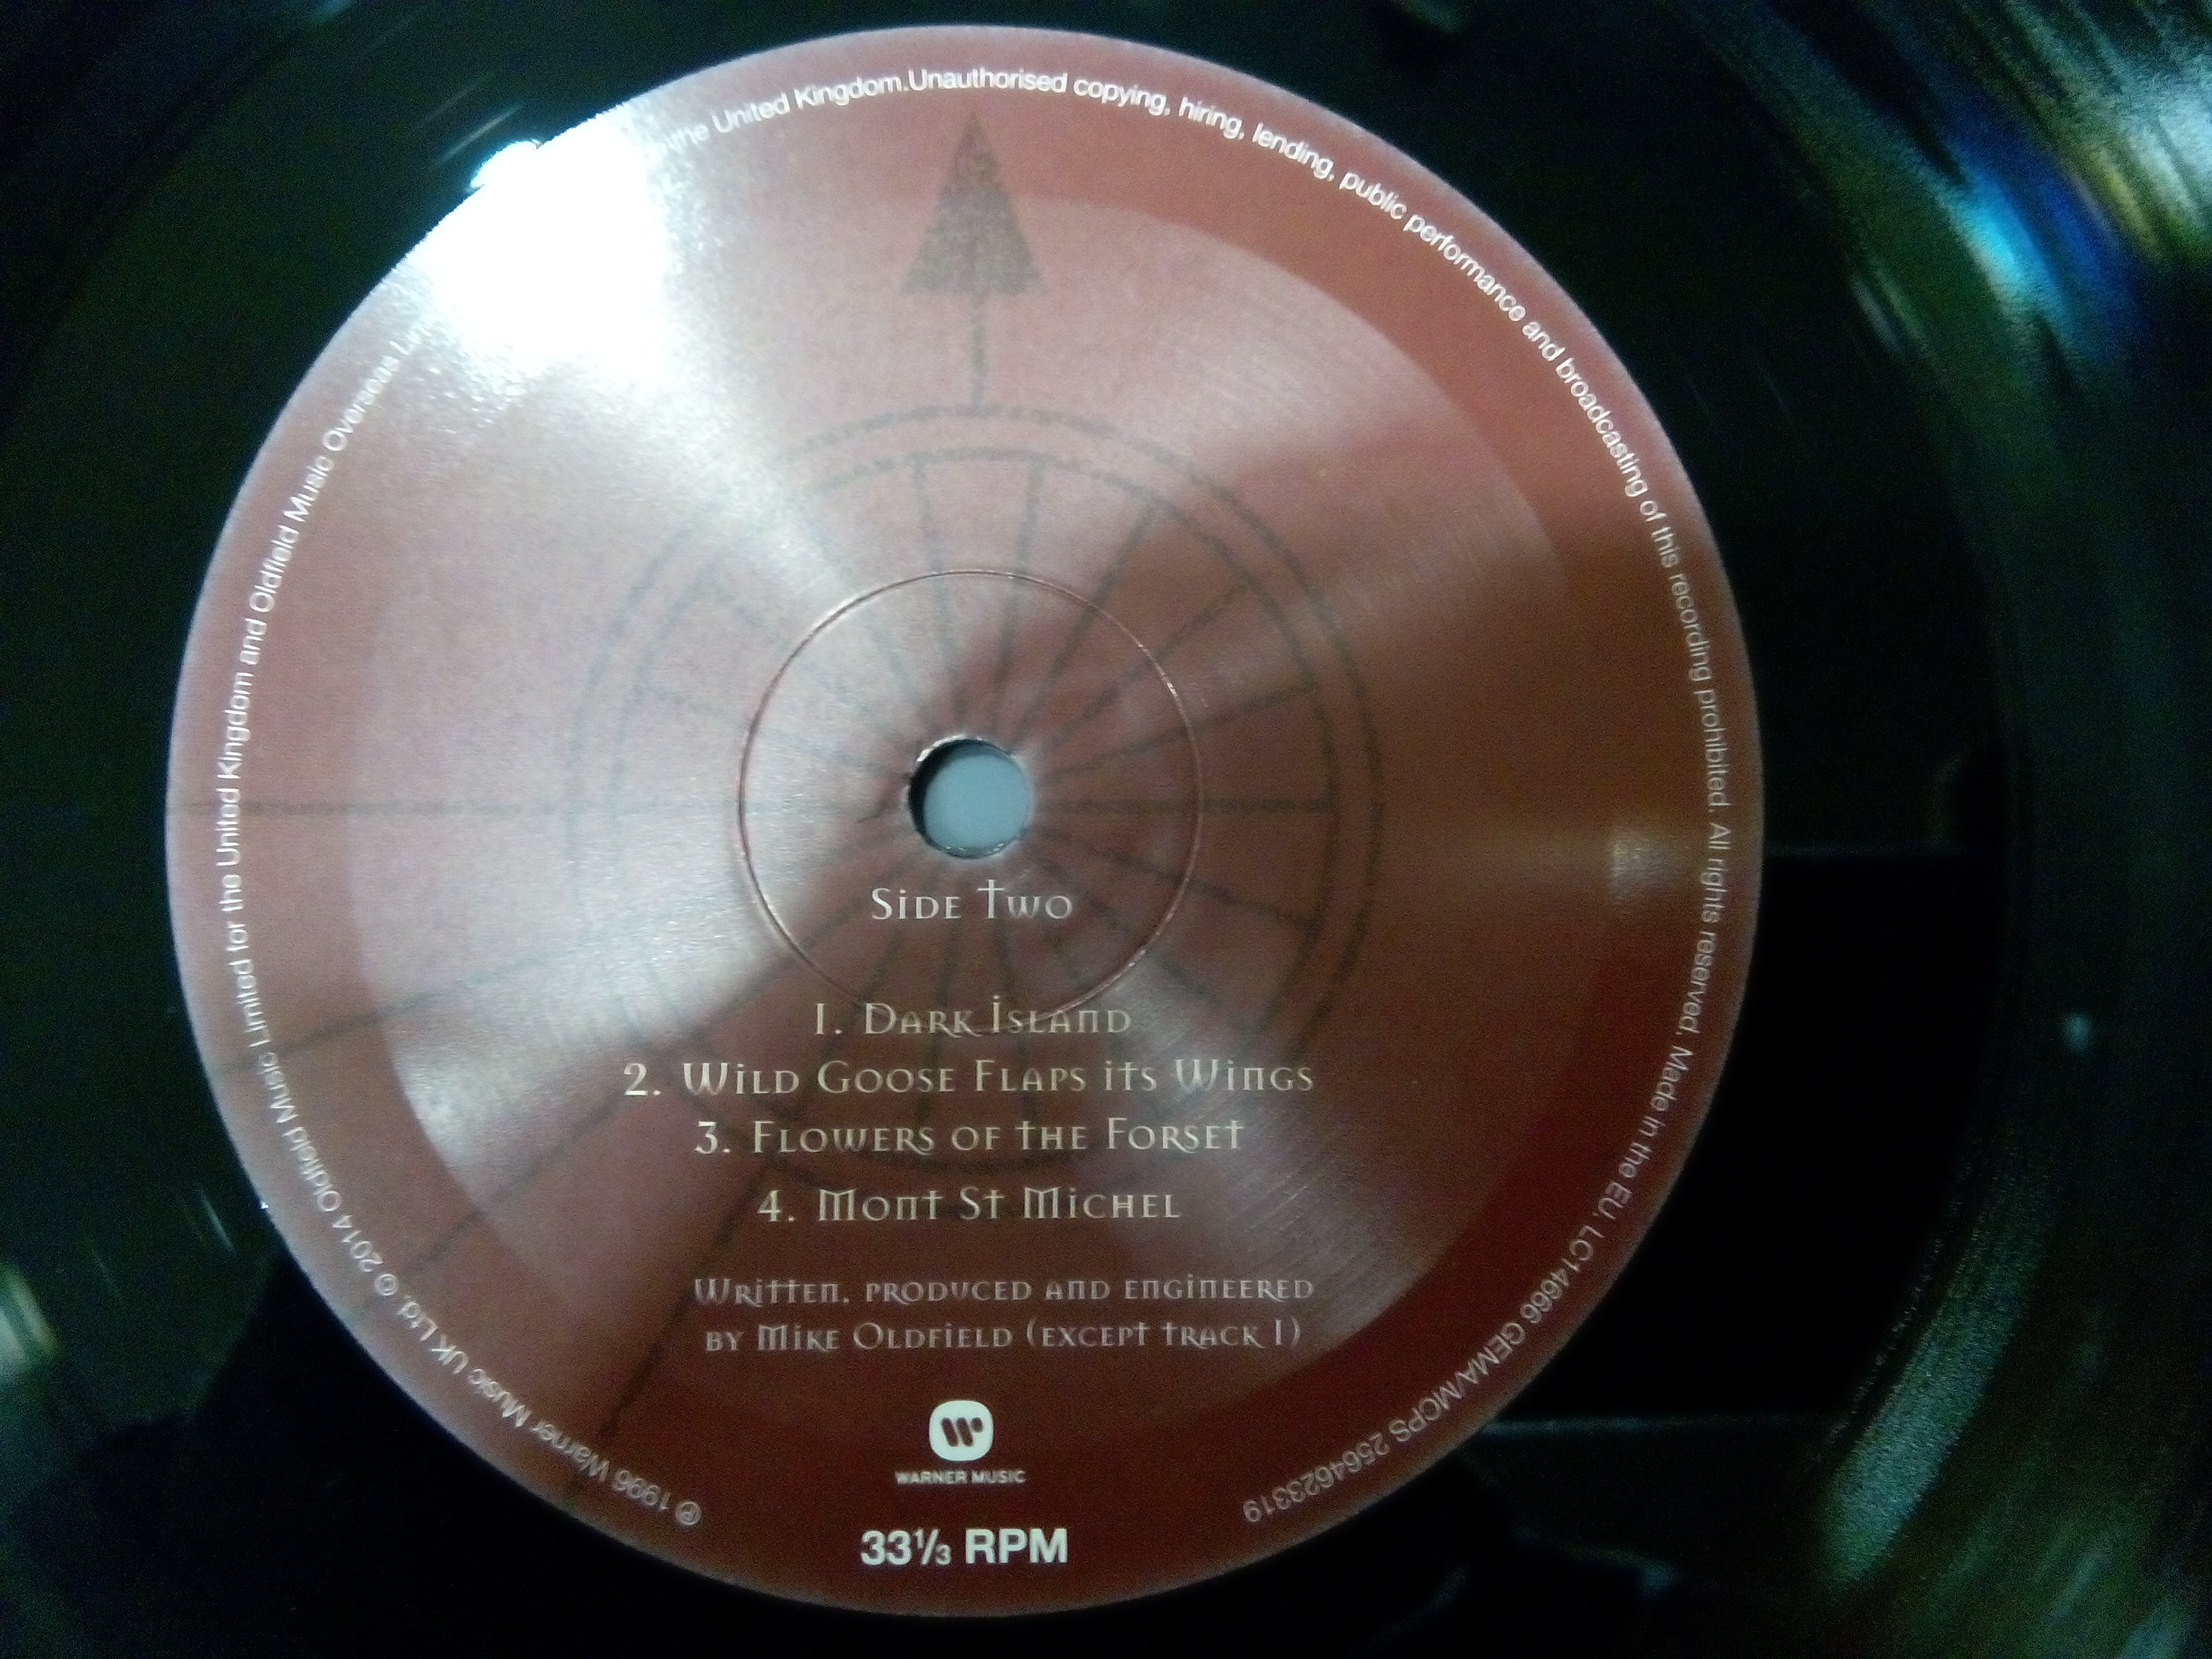 Side Two
1. Dark Island
2. Wild Goose Flaps its Wings
3. Flowers of the Forset
4. Mont St Michel
Written, produced and engineered
by Mike Oldfield (except track 1)
W
WARNER MUSIC
33⅓ RPM
℗ 1996 Warner Music UK Ltd. © 2014 Oldfield Music Limited for the United Kingdom and Oldfield Music Overseas the United Kingdom.Unauthorised copying, hiring, lending, public performance and broadcasting of this recording prohibited. All rights reserved. Made in the EU. LC14666 GEMA/MCPS 2564623319